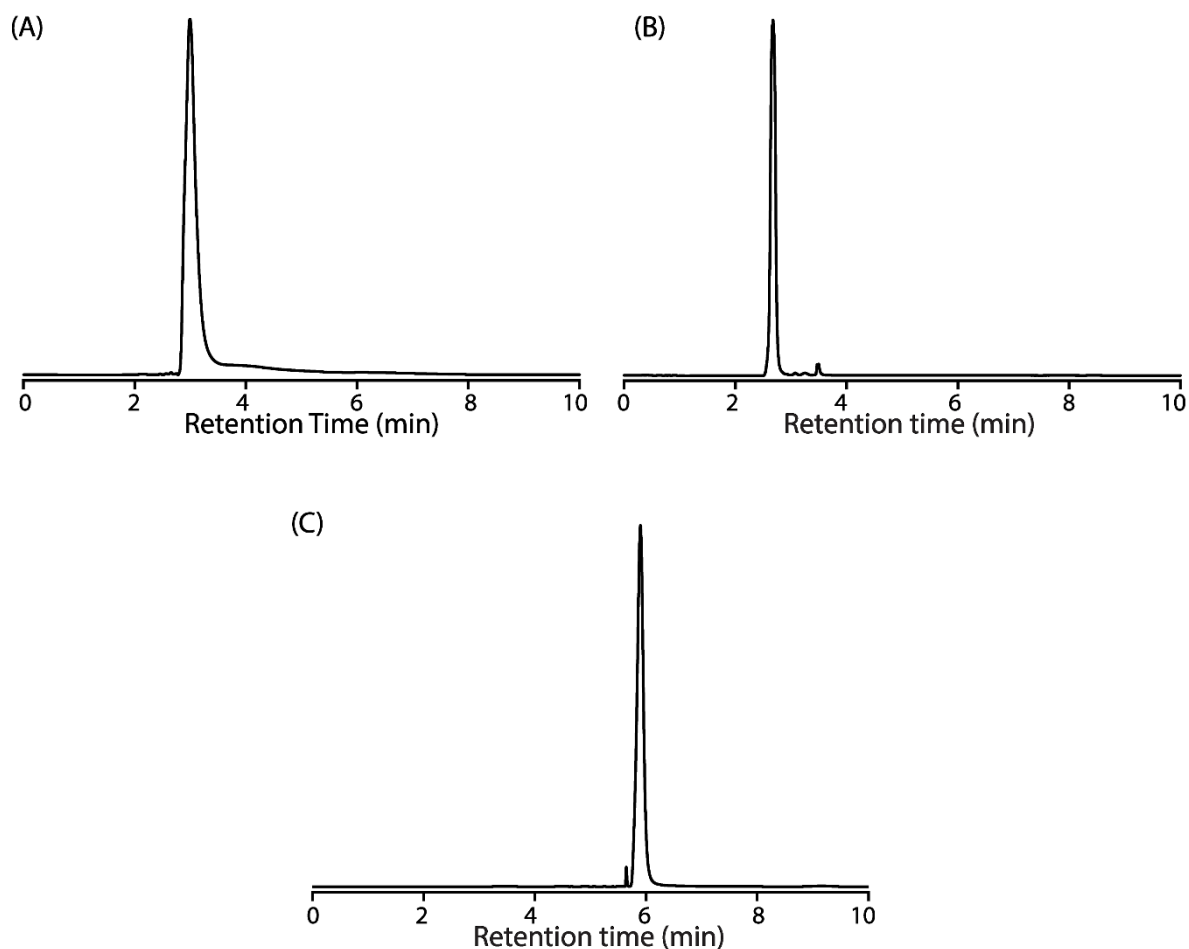 (A)
(B)
0 2 4 6 8 10
Retention Time (min)
0 2 4 6 8 10
Retention time (min)
(C)
0 2 4 6 8 10
Retention time (min)